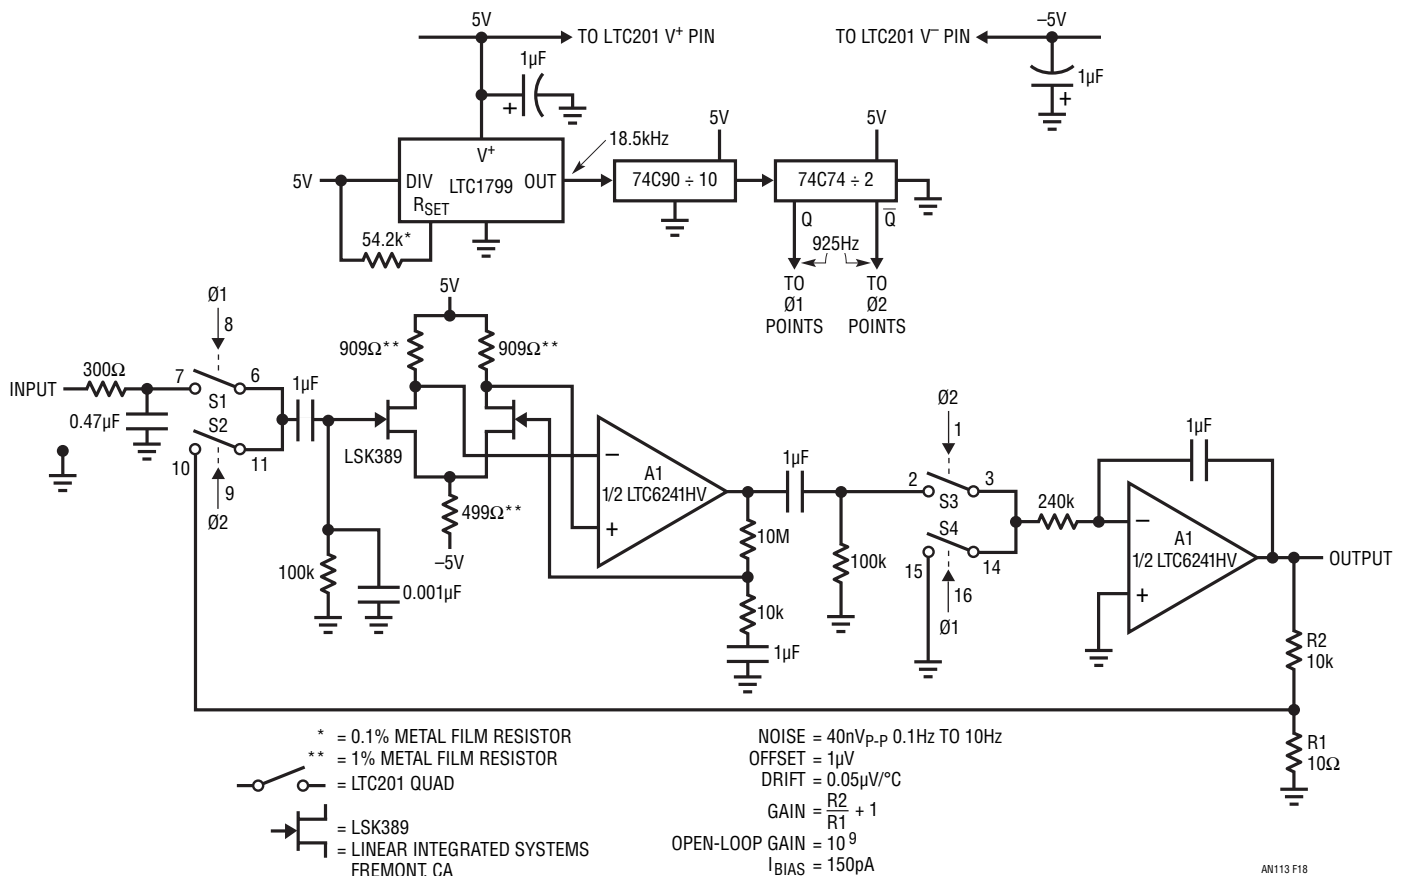 5V
TO LTC201 V+ PIN
–5V
TO LTC201 V– PIN
1µF
+
1µF
+
18.5kHz
5V
5V
V+
5V
DIV
LTC1799
OUT
RSET
74C90 ÷ 10
74C74 ÷ 2
54.2k*
Q
Q̅
925Hz
TO
Ø1
POINTS
TO
Ø2
POINTS
5V
Ø1
8
909Ω**
909Ω**
INPUT
300Ω
7
6
S1
1µF
0.47µF
S2
10
11
9
Ø2
LSK389
499Ω**
–5V
100k
0.001µF
–
A1
1/2 LTC6241HV
+
10M
10k
1µF
1µF
100k
Ø2
1
2
3
S3
S4
15
14
16
Ø1
240k
1µF
–
A1
1/2 LTC6241HV
+
OUTPUT
R2
10k
R1
10Ω
* = 0.1% METAL FILM RESISTOR
** = 1% METAL FILM RESISTOR
= LTC201 QUAD
= LSK389
= LINEAR INTEGRATED SYSTEMS
FREMONT, CA
NOISE = 40nVP-P 0.1Hz TO 10Hz
OFFSET = 1µV
DRIFT = 0.05µV/°C
GAIN = R2/R1 + 1
OPEN-LOOP GAIN = 10⁹
IBIAS = 150pA
AN113 F18